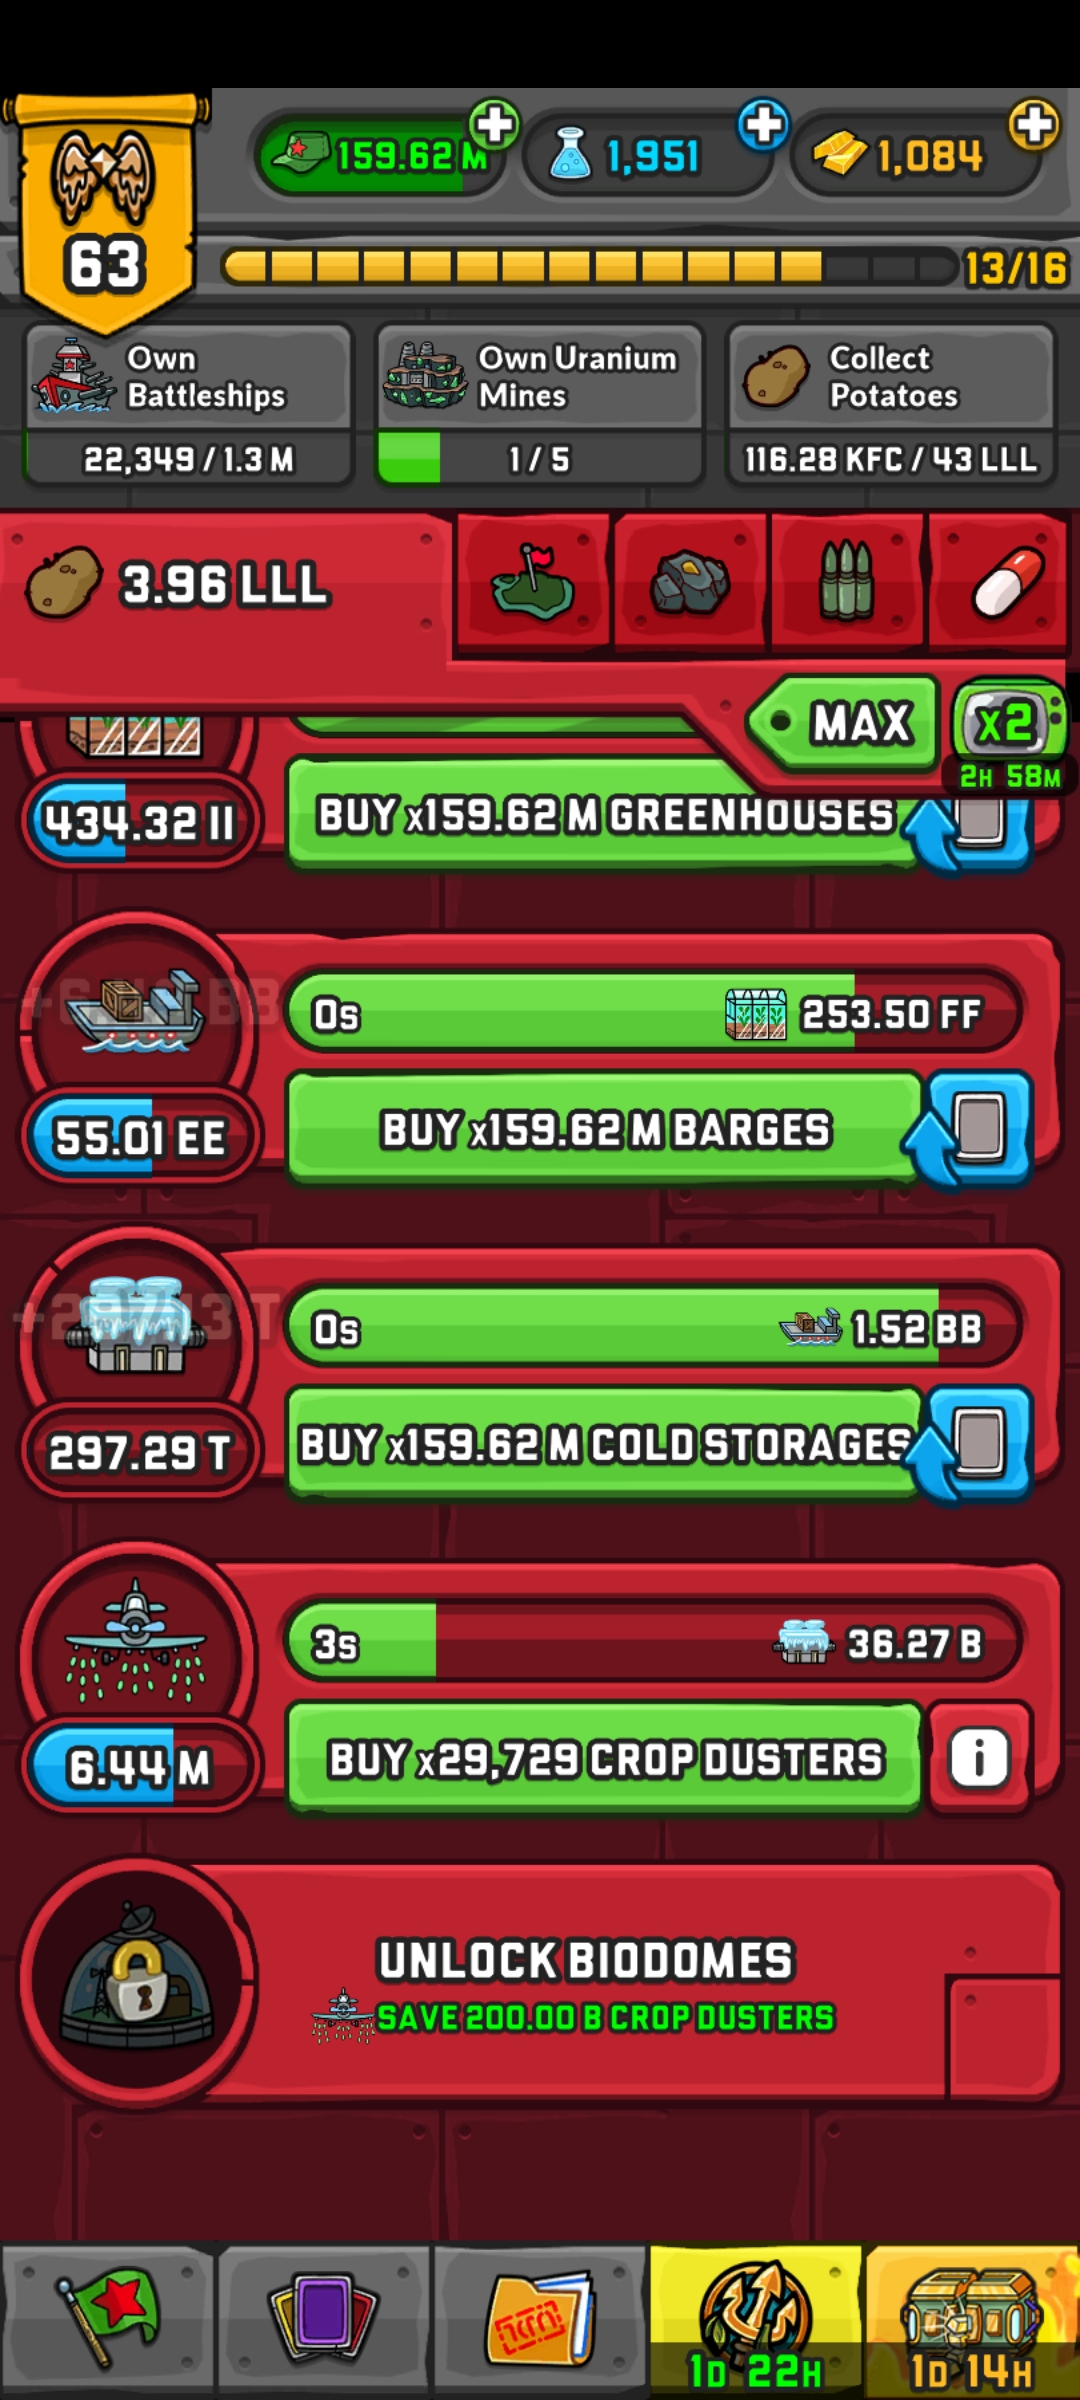 159.62 M
1,951
1,084
63
13/16
Own
Battleships
22,349 / 1.3 M
Own Uranium
Mines
1 / 5
Collect
Potatoes
116.28 KFC / 43 LLL
3.96 LLL
MAX
X2
2H 58M
434.32 II
BUY x159.62 M GREENHOUSES
0s
253.50 FF
55.01 EE
BUY x159.62 M BARGES
0s
1.52 BB
297.29 T
BUY x159.62 M COLD STORAGES
3s
36.27 B
6.44 M
BUY x29,729 CROP DUSTERS
i
UNLOCK BIODOMES
SAVE 200.00 B CROP DUSTERS
1D 22H
1D 14H